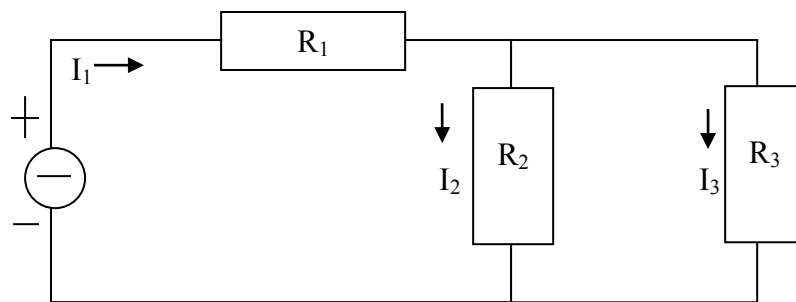 R₁
I₁
+
R₂
R₃
I₂
I₃
−